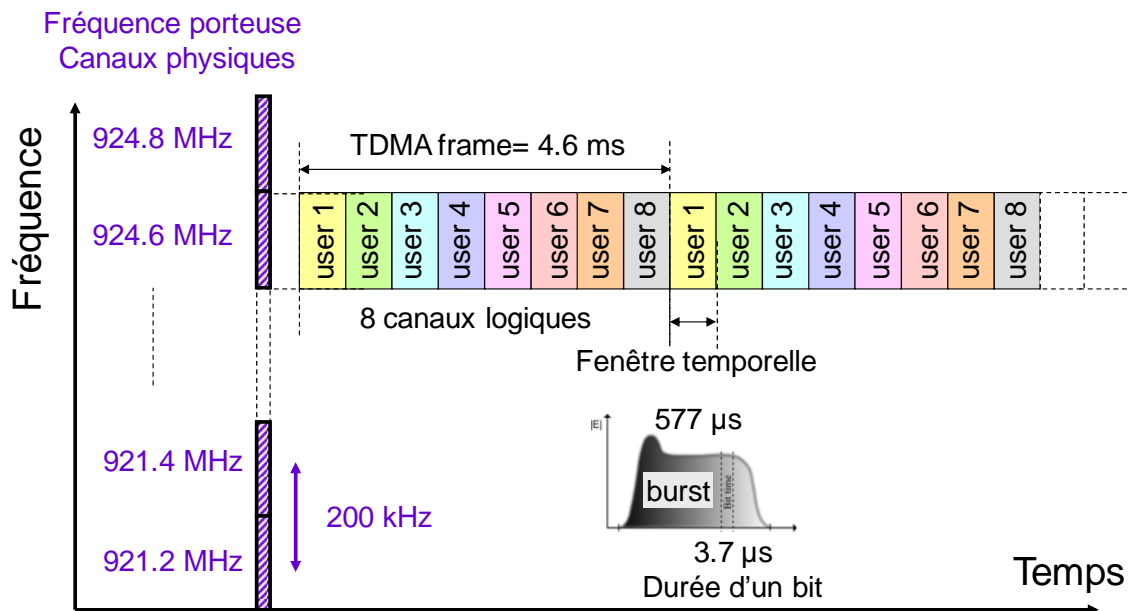 Fréquence porteuse
Canaux physiques
Fréquence
924.8 MHz
924.6 MHz
TDMA frame= 4.6 ms
user 1
user 2
user 3
user 4
user 5
user 6
user 7
user 8
user 1
user 2
user 3
user 4
user 5
user 6
user 7
user 8
8 canaux logiques
Fenêtre temporelle
921.4 MHz
200 kHz
921.2 MHz
|E|
577 µs
burst
Bit time
3.7 µs
Durée d'un bit
Temps